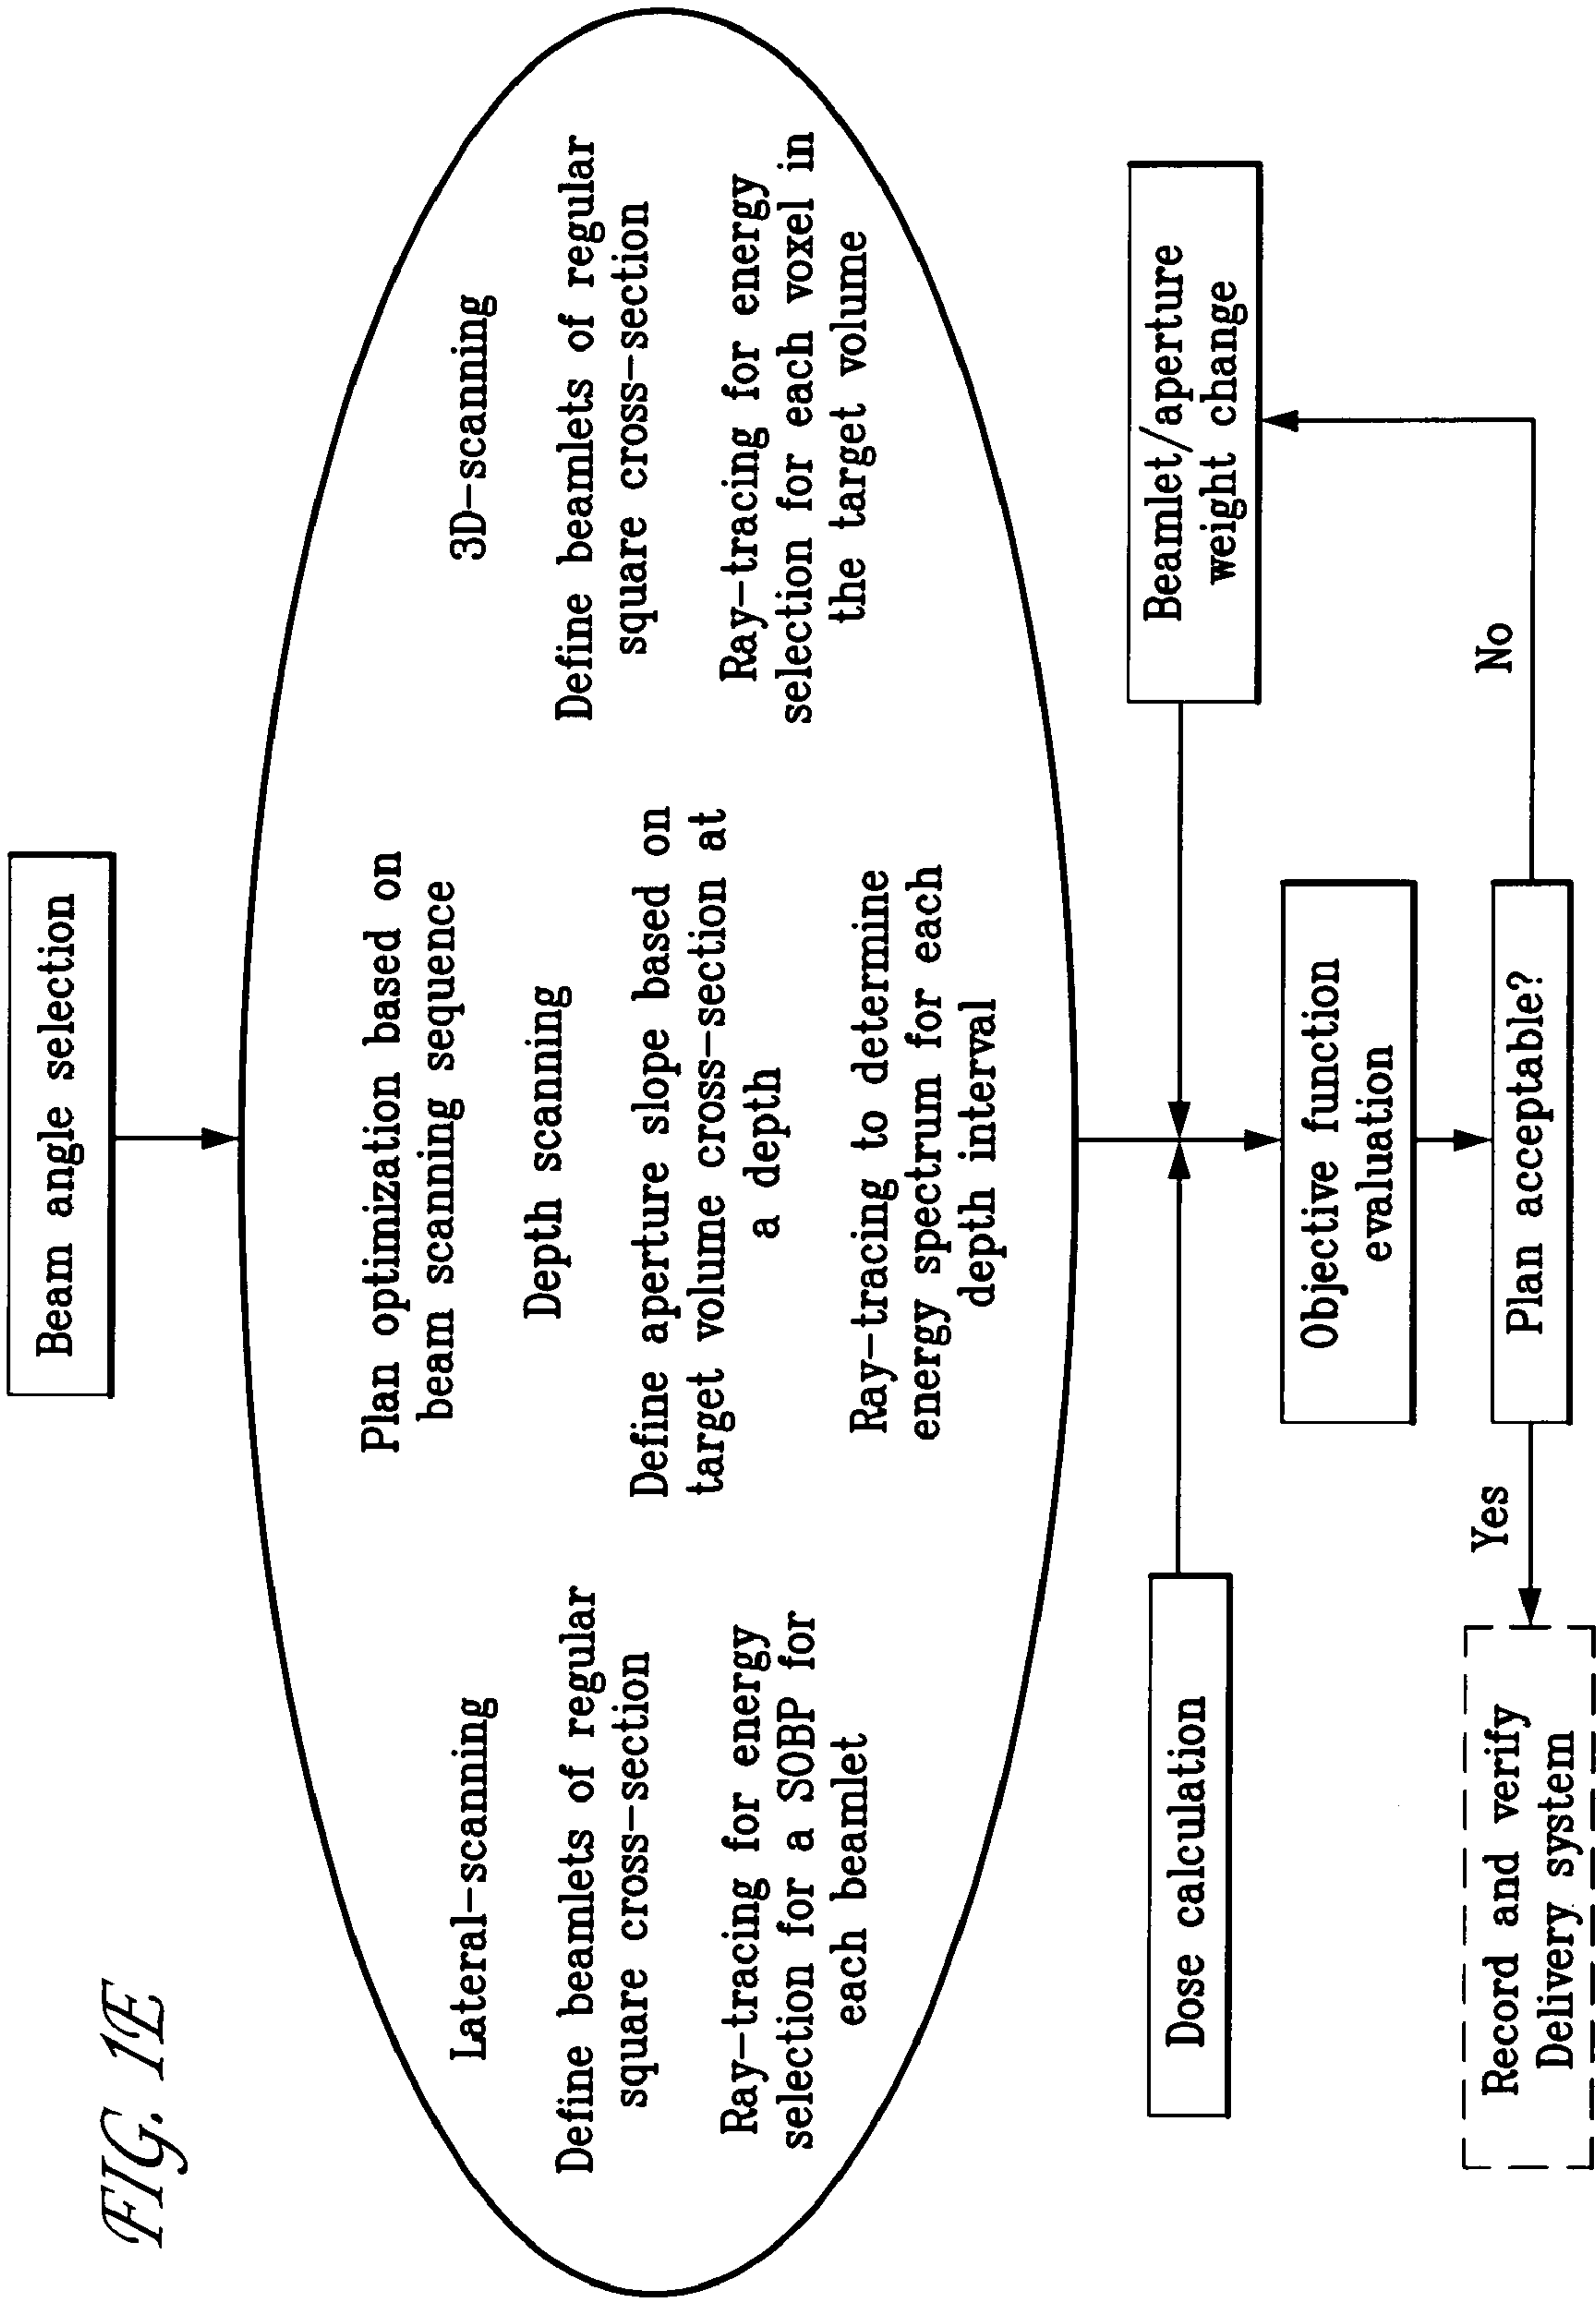 FIG. 1E
Beam angle selection
Plan optimization based on
beam scanning sequence
Lateral-scanning
Define beamlets of regular
square cross-section
Ray-tracing for energy
selection for a SOBP for
each beamlet
Depth scanning
Define aperture slope based on
target volume cross-section at
a depth
Ray-tracing to determine
energy spectrum for each
depth interval
3D-scanning
Define beamlets of regular
square cross-section
Ray-tracing for energy
selection for each voxel in
the target volume
Dose calculation
Beamlet/aperture
weight change
Objective function
evaluation
Plan acceptable?
Yes
No
Record and verify
Delivery system